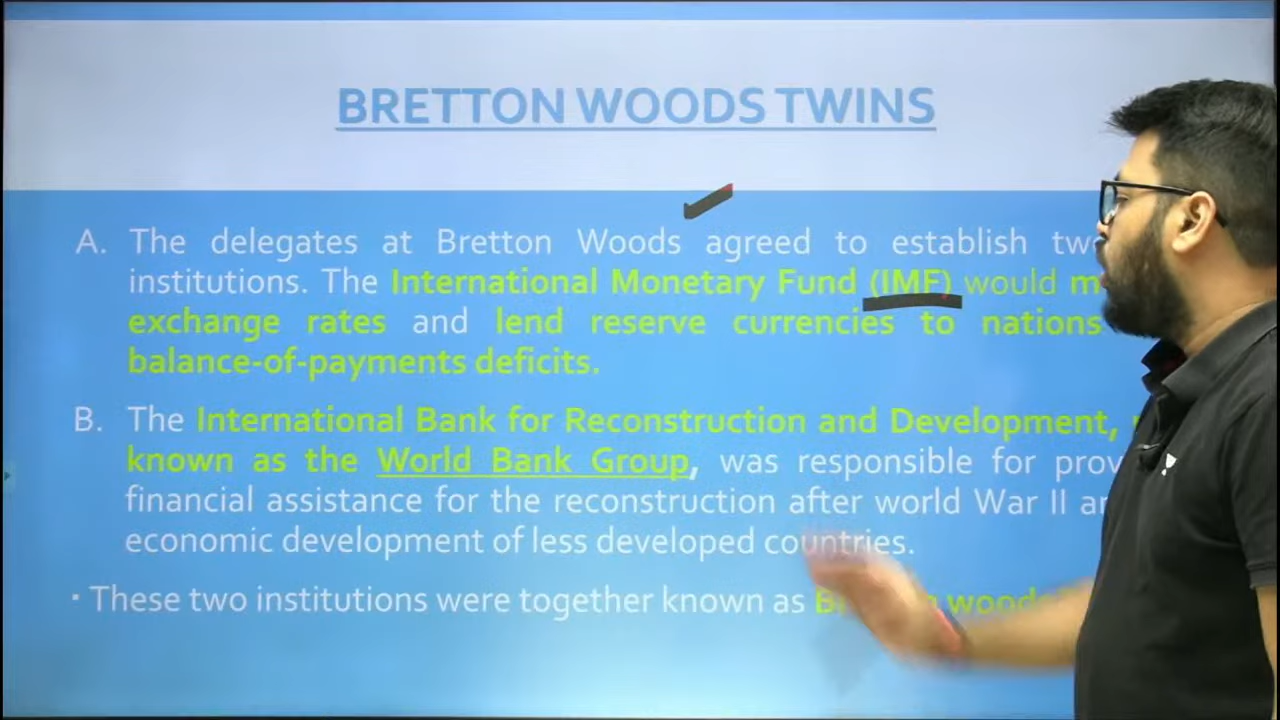 BRETTON WOODS TWINS
A. The delegates at Bretton Woods agreed to establish
institutions. The International Monetary Fund (IMF) would
exchange rates and lend reserve currencies to nations
balance-of-payments deficits.
B. The International Bank for Reconstruction and Development,
known as the World Bank Group, was responsible for
financial assistance for the reconstruction after world War II
economic development of less developed countries.
▪ These two institutions were together known as